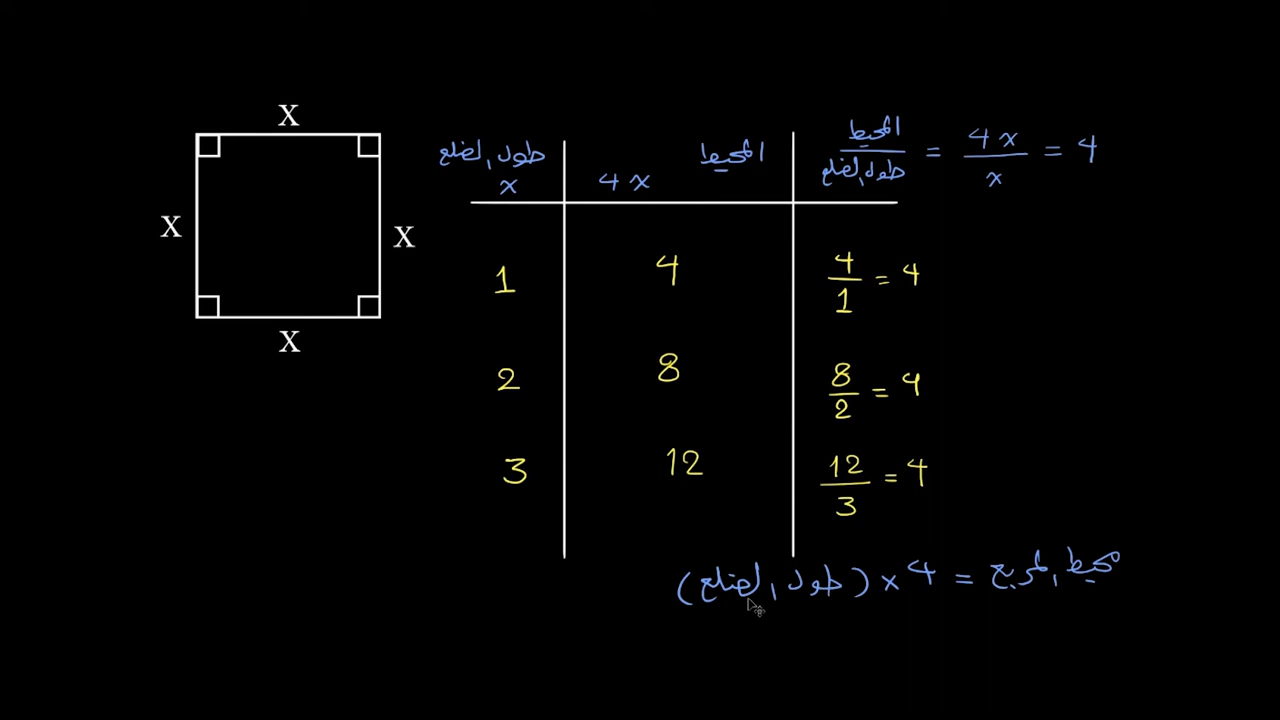 X
X
X
X
طول الضلع x | المحيط 4x | المحيط / طول الضلع = 4x / x = 4
1 | 4 | 4/1 = 4
2 | 8 | 8/2 = 4
3 | 12 | 12/3 = 4
محيط المربع = 4 × (طول الضلع)